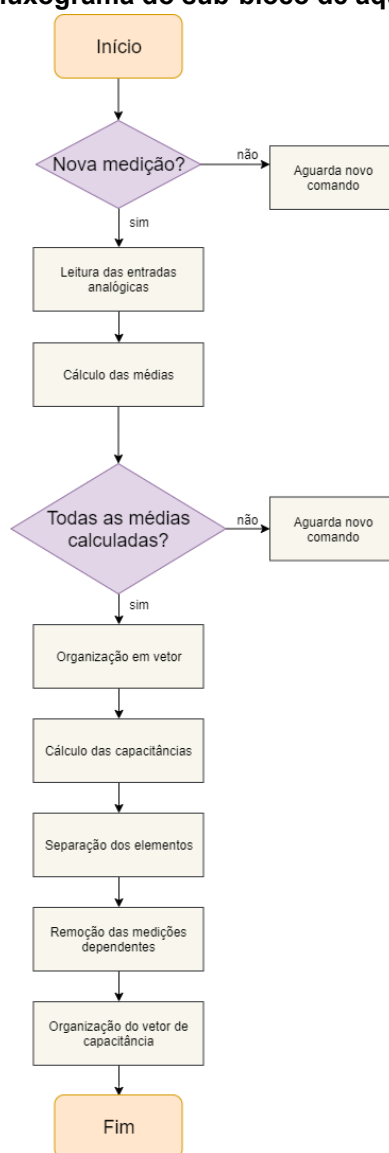 uxograma do sub-bloco de aq
Início
Nova medição?
não
Aguarda novo
comando
sim
Leitura das entradas
analógicas
Cálculo das médias
Todas as médias
calculadas?
não
Aguarda novo
comando
sim
Organização em vetor
Cálculo das capacitâncias
Separação dos elementos
Remoção das medições
dependentes
Organização do vetor de
capacitância
Fim